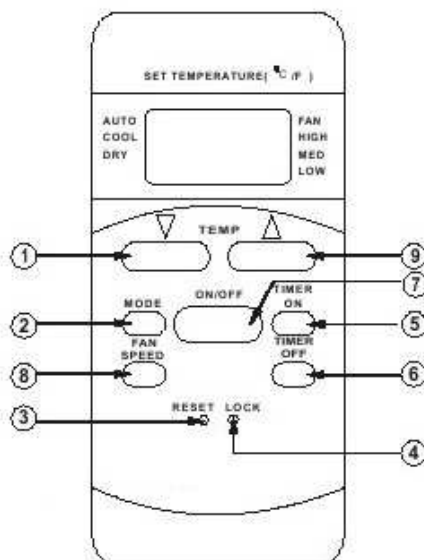 SET TEMPERATURE( °C /F )
AUTO
COOL
DRY
FAN
HIGH
MED
LOW
TEMP
1
9
7
ON/OFF
TIMER
ON
MODE
2
5
FAN
SPEED
TIMER
OFF
8
6
RESET LOCK
3
4